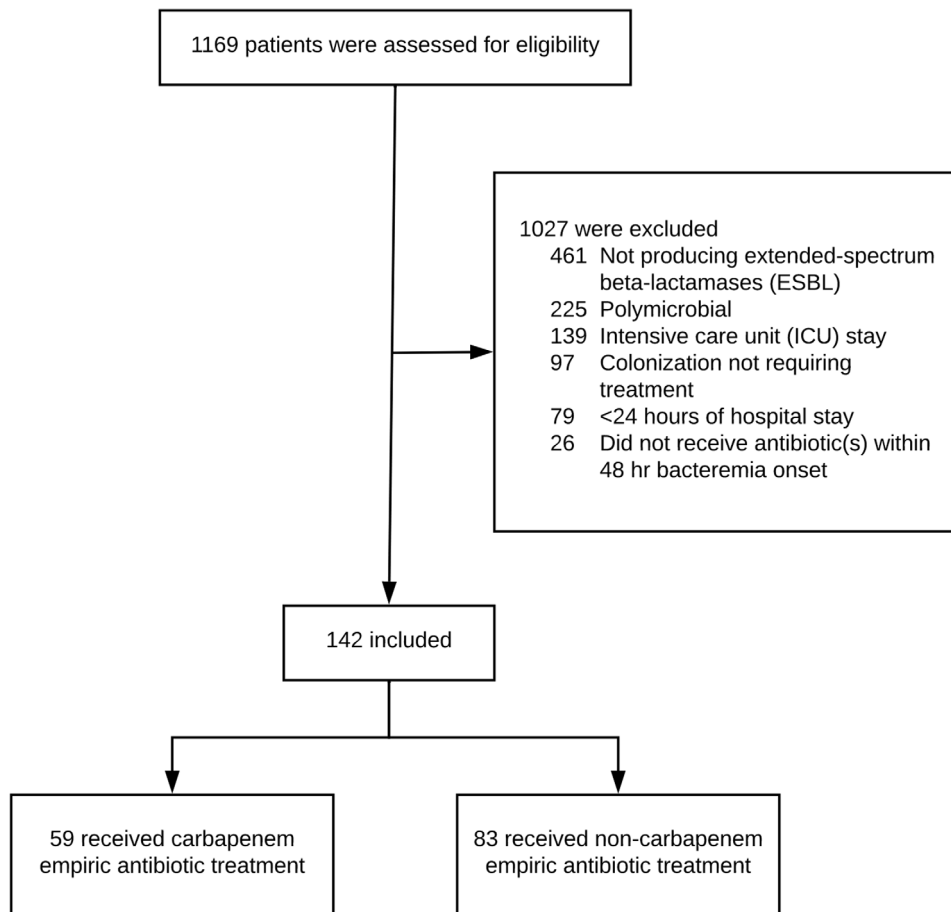 1169 patients were assessed for eligibility
1027 were excluded
461 Not producing extended-spectrum
beta-lactamases (ESBL)
225 Polymicrobial
139 Intensive care unit (ICU) stay
97 Colonization not requiring
treatment
79 <24 hours of hospital stay
26 Did not receive antibiotic(s) within
48 hr bacteremia onset
142 included
59 received carbapenem
empiric antibiotic treatment
83 received non-carbapenem
empiric antibiotic treatment